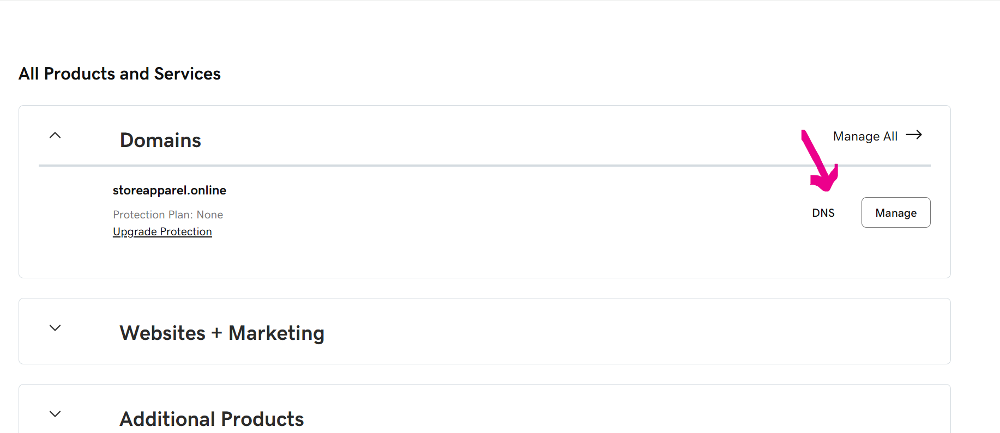 All Products and Services
Domains
Manage All
storeapparel.online
Protection Plan: None
Upgrade Protection
DNS
Manage
Websites + Marketing
Additional Products